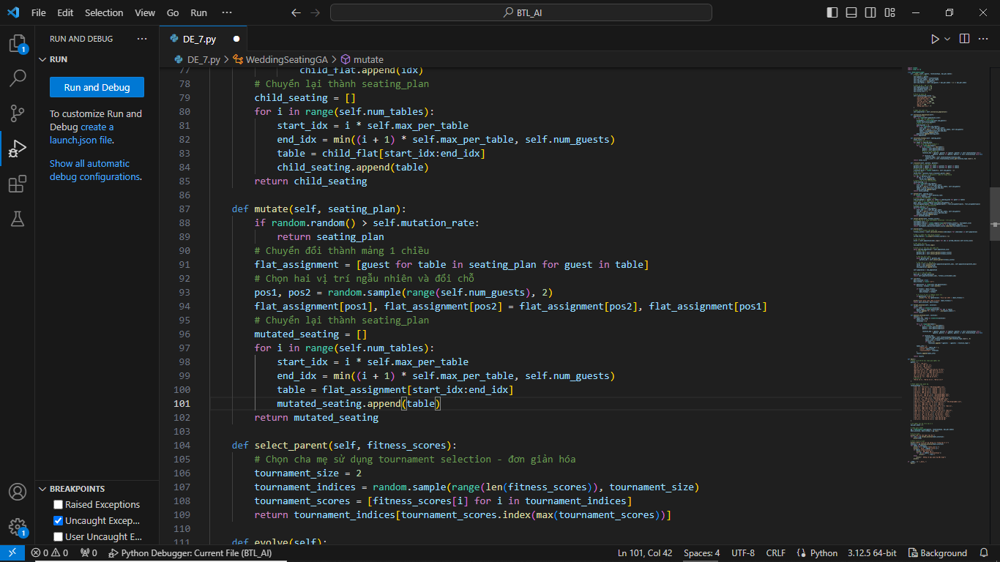 File Edit Selection View Go Run ··· BTL_AI
RUN AND DEBUG ···
RUN
Run and Debug
To customize Run and
Debug create a
launch.json file.
Show all automatic
debug configurations.
BREAKPOINTS
Raised Exceptions
Uncaught Excep...
User Uncaught E...
1
1
DE_7.py
DE_7.py > WeddingSeatingGA > mutate
77 child_flat.append(idx)
78 # Chuyển lại thành seating_plan
79 child_seating = []
80 for i in range(self.num_tables):
81 start_idx = i * self.max_per_table
82 end_idx = min((i + 1) * self.max_per_table, self.num_guests)
83 table = child_flat[start_idx:end_idx]
84 child_seating.append(table)
85 return child_seating
86
87 def mutate(self, seating_plan):
88 if random.random() > self.mutation_rate:
89 return seating_plan
90 # Chuyển đổi thành mảng 1 chiều
91 flat_assignment = [guest for table in seating_plan for guest in table]
92 # Chọn hai vị trí ngẫu nhiên và đổi chỗ
93 pos1, pos2 = random.sample(range(self.num_guests), 2)
94 flat_assignment[pos1], flat_assignment[pos2] = flat_assignment[pos2], flat_assignment[pos1]
95 # Chuyển lại thành seating_plan
96 mutated_seating = []
97 for i in range(self.num_tables):
98 start_idx = i * self.max_per_table
99 end_idx = min((i + 1) * self.max_per_table, self.num_guests)
100 table = flat_assignment[start_idx:end_idx]
101 mutated_seating.append(table)
102 return mutated_seating
103
104 def select_parent(self, fitness_scores):
105 # Chọn cha mẹ sử dụng tournament selection - đơn giản hóa
106 tournament_size = 2
107 tournament_indices = random.sample(range(len(fitness_scores)), tournament_size)
108 tournament_scores = [fitness_scores[i] for i in tournament_indices]
109 return tournament_indices[tournament_scores.index(max(tournament_scores))]
110
111 def evolve(self):
0 0 0 Python Debugger: Current File (BTL_AI) Ln 101, Col 42 Spaces: 4 UTF-8 CRLF Python 3.12.5 64-bit Background